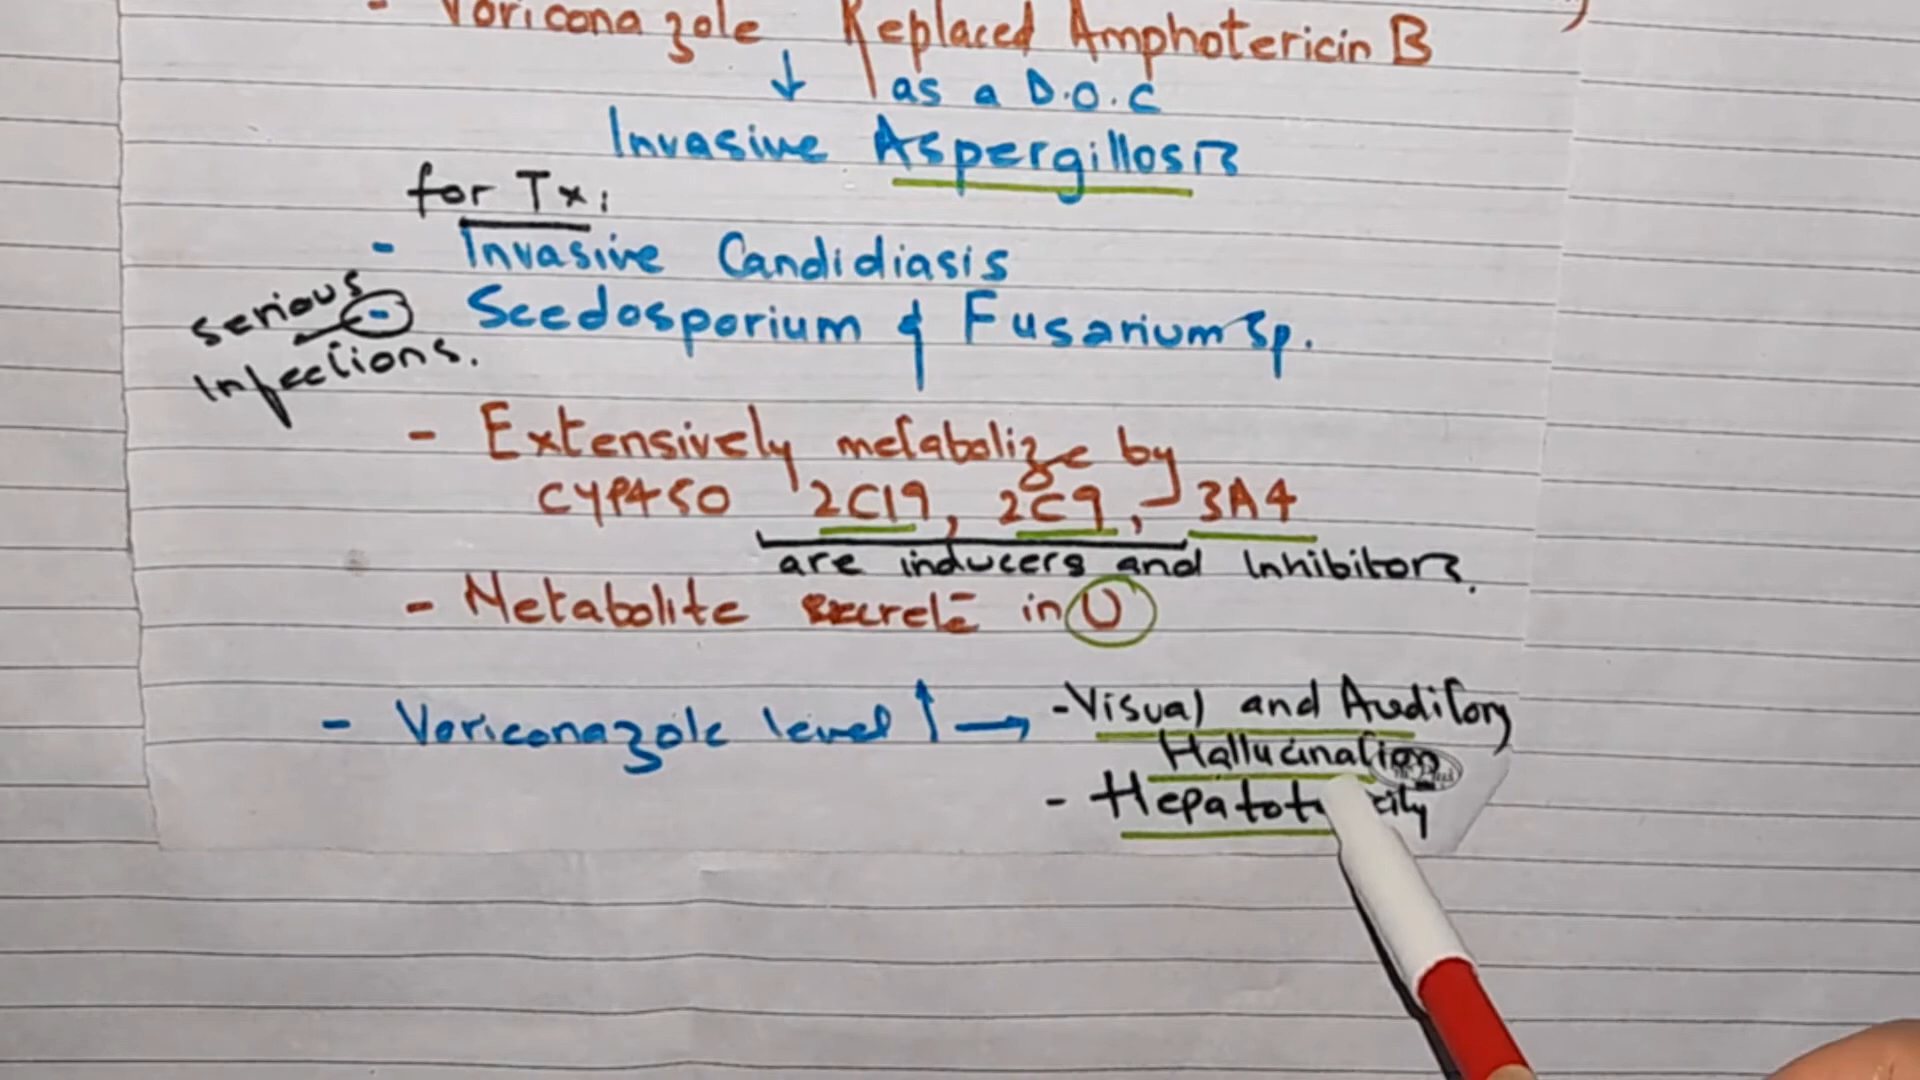 - Voriconazole Replaced Amphotericin B
↓ as a D.O.C
Invasive Aspergillosis
for Tx:
- Invasive Candidiasis
serious infections.
- Scedosporium & Fusarium Sp.
- Extensively metabolize by
CYP450 2C19, 2C9, 3A4
are inducers and Inhibitors.
- Metabolite secrete in U
- Voriconazole level ↑ → - Visual and Auditory
Hallucination
- Hepatotoxicity